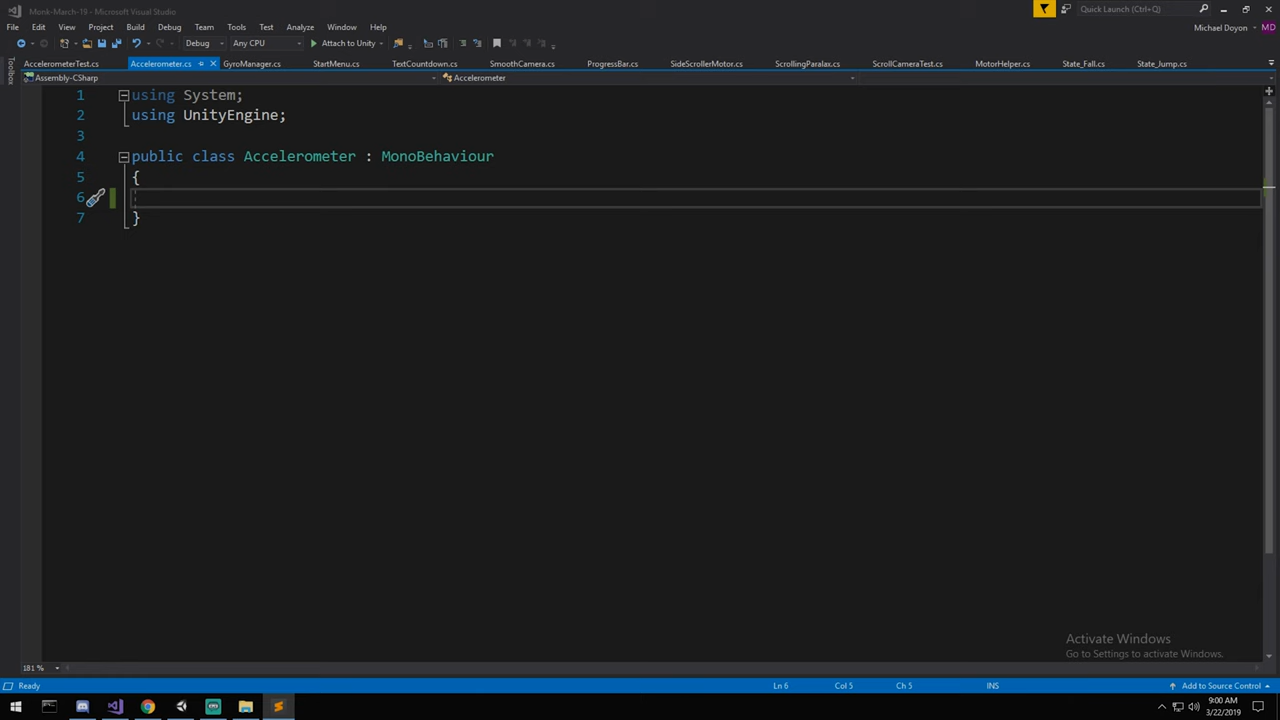 Monk-March-19 - Microsoft Visual Studio
Quick Launch (Ctrl+Q)
File Edit View Project Build Debug Team Tools Test Analyze Window Help
Michael Doyon MD
Debug Any CPU Attach to Unity
Toolbox
AccelerometerTest.cs Accelerometer.cs GyroManager.cs StartMenu.cs TextCountdown.cs SmoothCamera.cs ProgressBar.cs SideScrollerMotor.cs ScrollingParalax.cs ScrollCameraTest.cs MotorHelper.cs State_Fall.cs State_Jump.cs
Assembly-CSharp Accelerometer
1 using System;
2 using UnityEngine;
3
4 public class Accelerometer : MonoBehaviour
5 {
6
7 }
Activate Windows
Go to Settings to activate Windows.
181 %
Ready Ln 6 Col 5 Ch 5 INS Add to Source Control
9:00 AM
3/22/2019